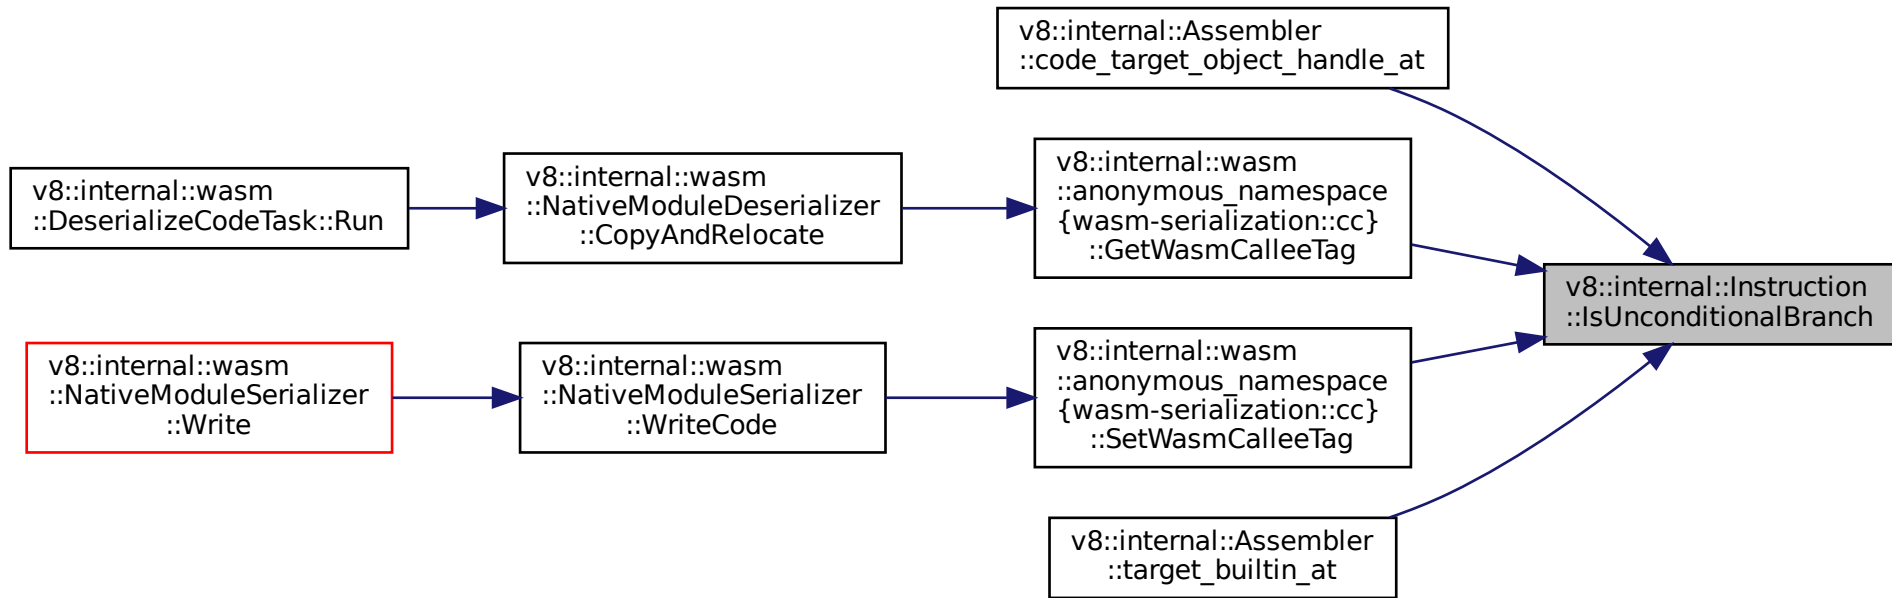 v8::internal::Assembler
::code_target_object_handle_at
v8::internal::wasm
::DeserializeCodeTask::Run
v8::internal::wasm
::NativeModuleDeserializer
::CopyAndRelocate
v8::internal::wasm
::anonymous_namespace
{wasm-serialization::cc}
::GetWasmCalleeTag
v8::internal::Instruction
::IsUnconditionalBranch
v8::internal::wasm
::NativeModuleSerializer
::Write
v8::internal::wasm
::NativeModuleSerializer
::WriteCode
v8::internal::wasm
::anonymous_namespace
{wasm-serialization::cc}
::SetWasmCalleeTag
v8::internal::Assembler
::target_builtin_at